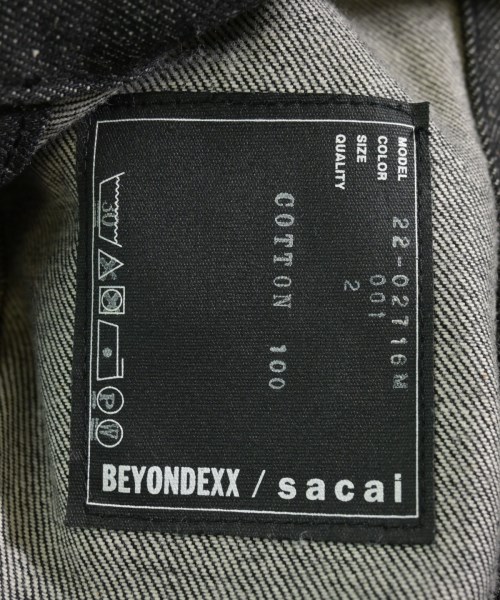 MODEL 22-02716M
COLOR 001
SIZE 2
QUALITY
COTTON 100
30
P W
BEYONDEXX / sacai